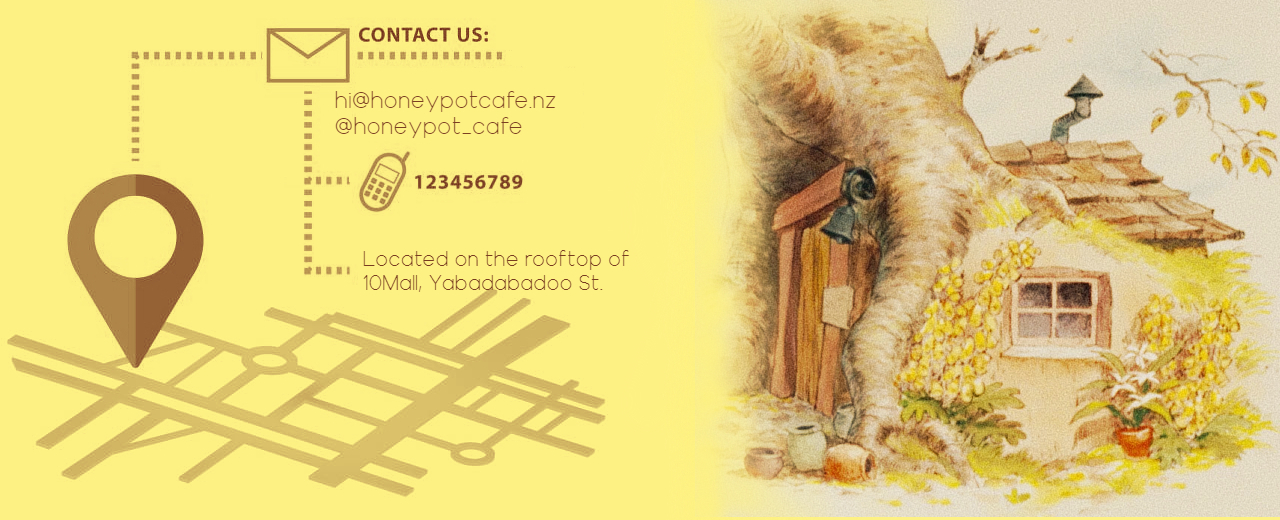 CONTACT US:
hi@honeypotcafe.nz
@honeypot_cafe
123456789
Located on the rooftop of
10Mall, Yabadabadoo St.